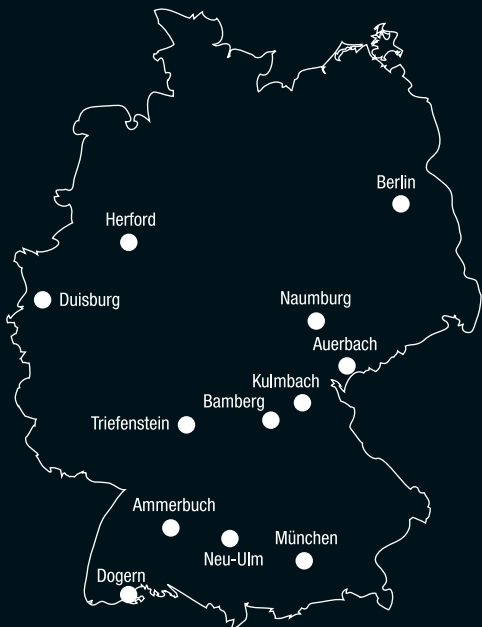 Berlin
Herford
Duisburg
Naumburg
Auerbach
Kulmbach
Bamberg
Triefenstein
Ammerbuch
Neu-Ulm
München
Dogern